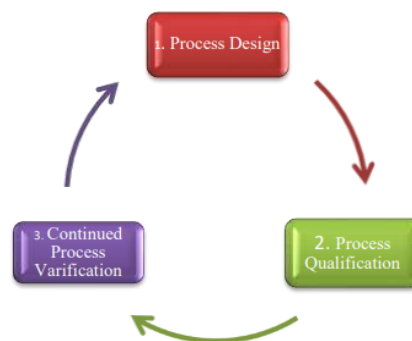 1. Process Design
2. Process
Qualification
3. Continued
Process
Varification